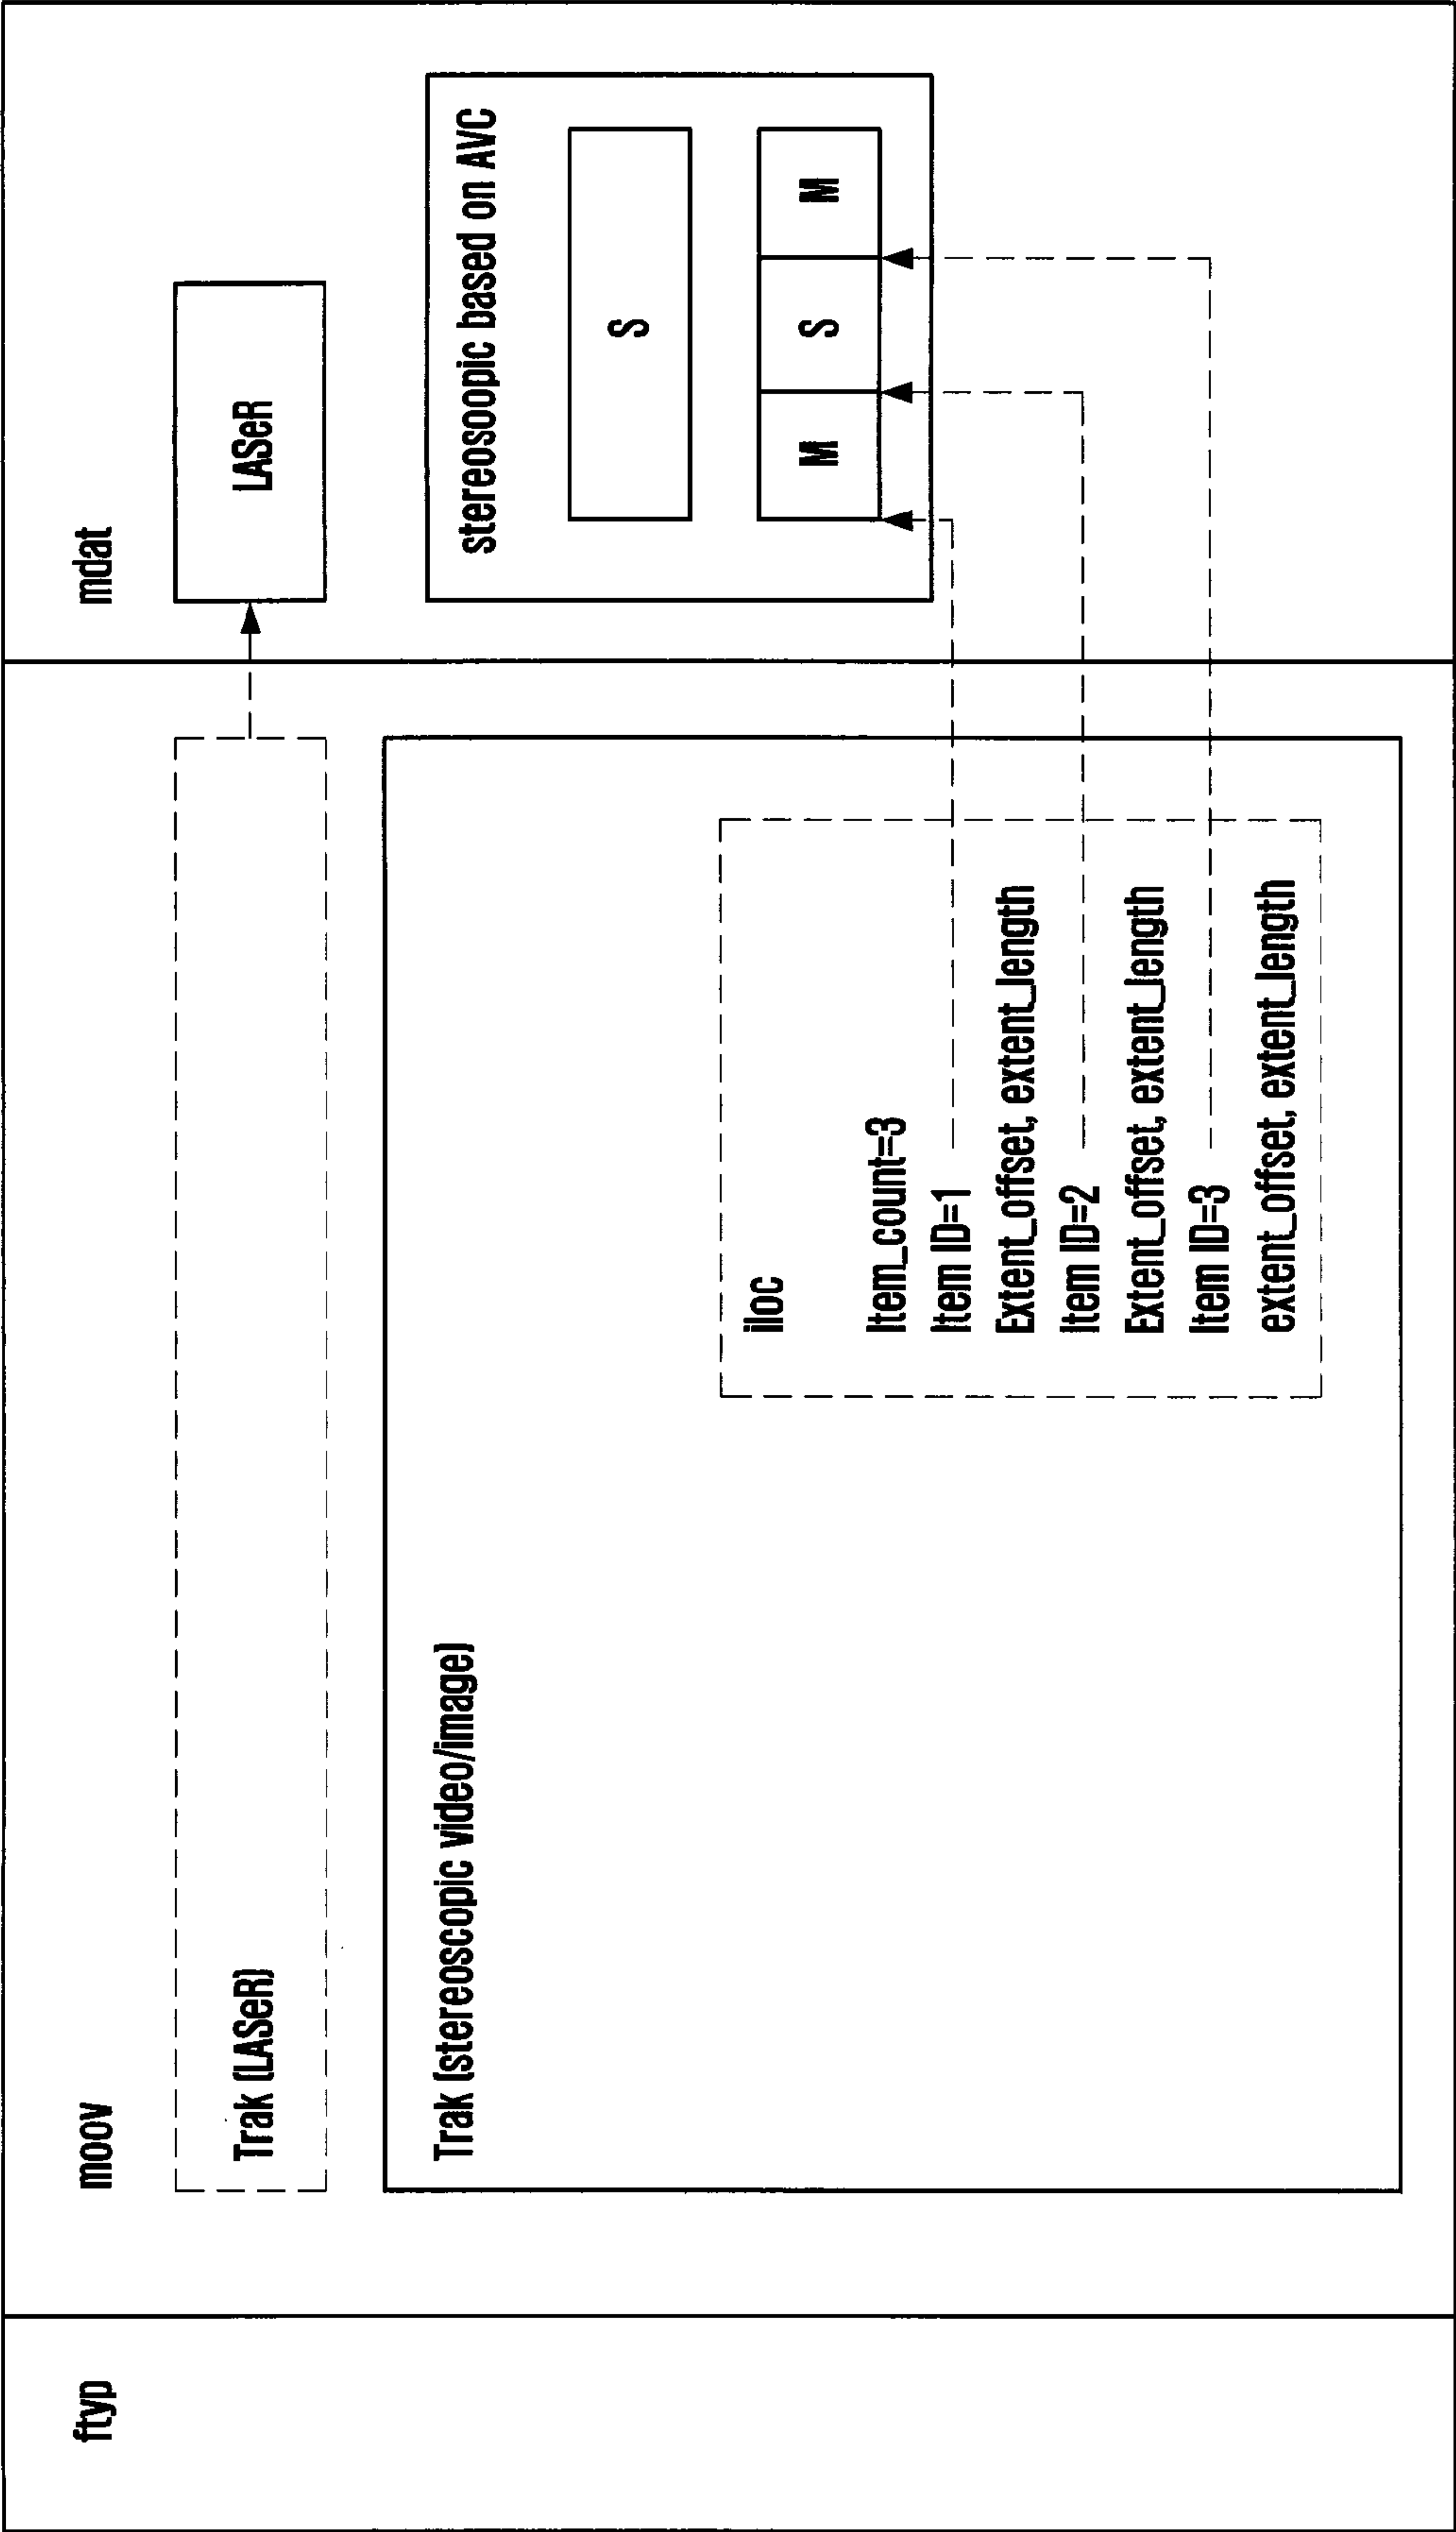 ftyp
moov
Trak (LASeR)
Trak (stereoscopic video/image)
iloc
Item_count=3
Item ID=1
Extent_offset, extent_length
Item ID=2
Extent_offset, extent_length
Item ID=3
extent_offset, extent_length
mdat
LASeR
stereosoopic based on AVC
S
M
S
M